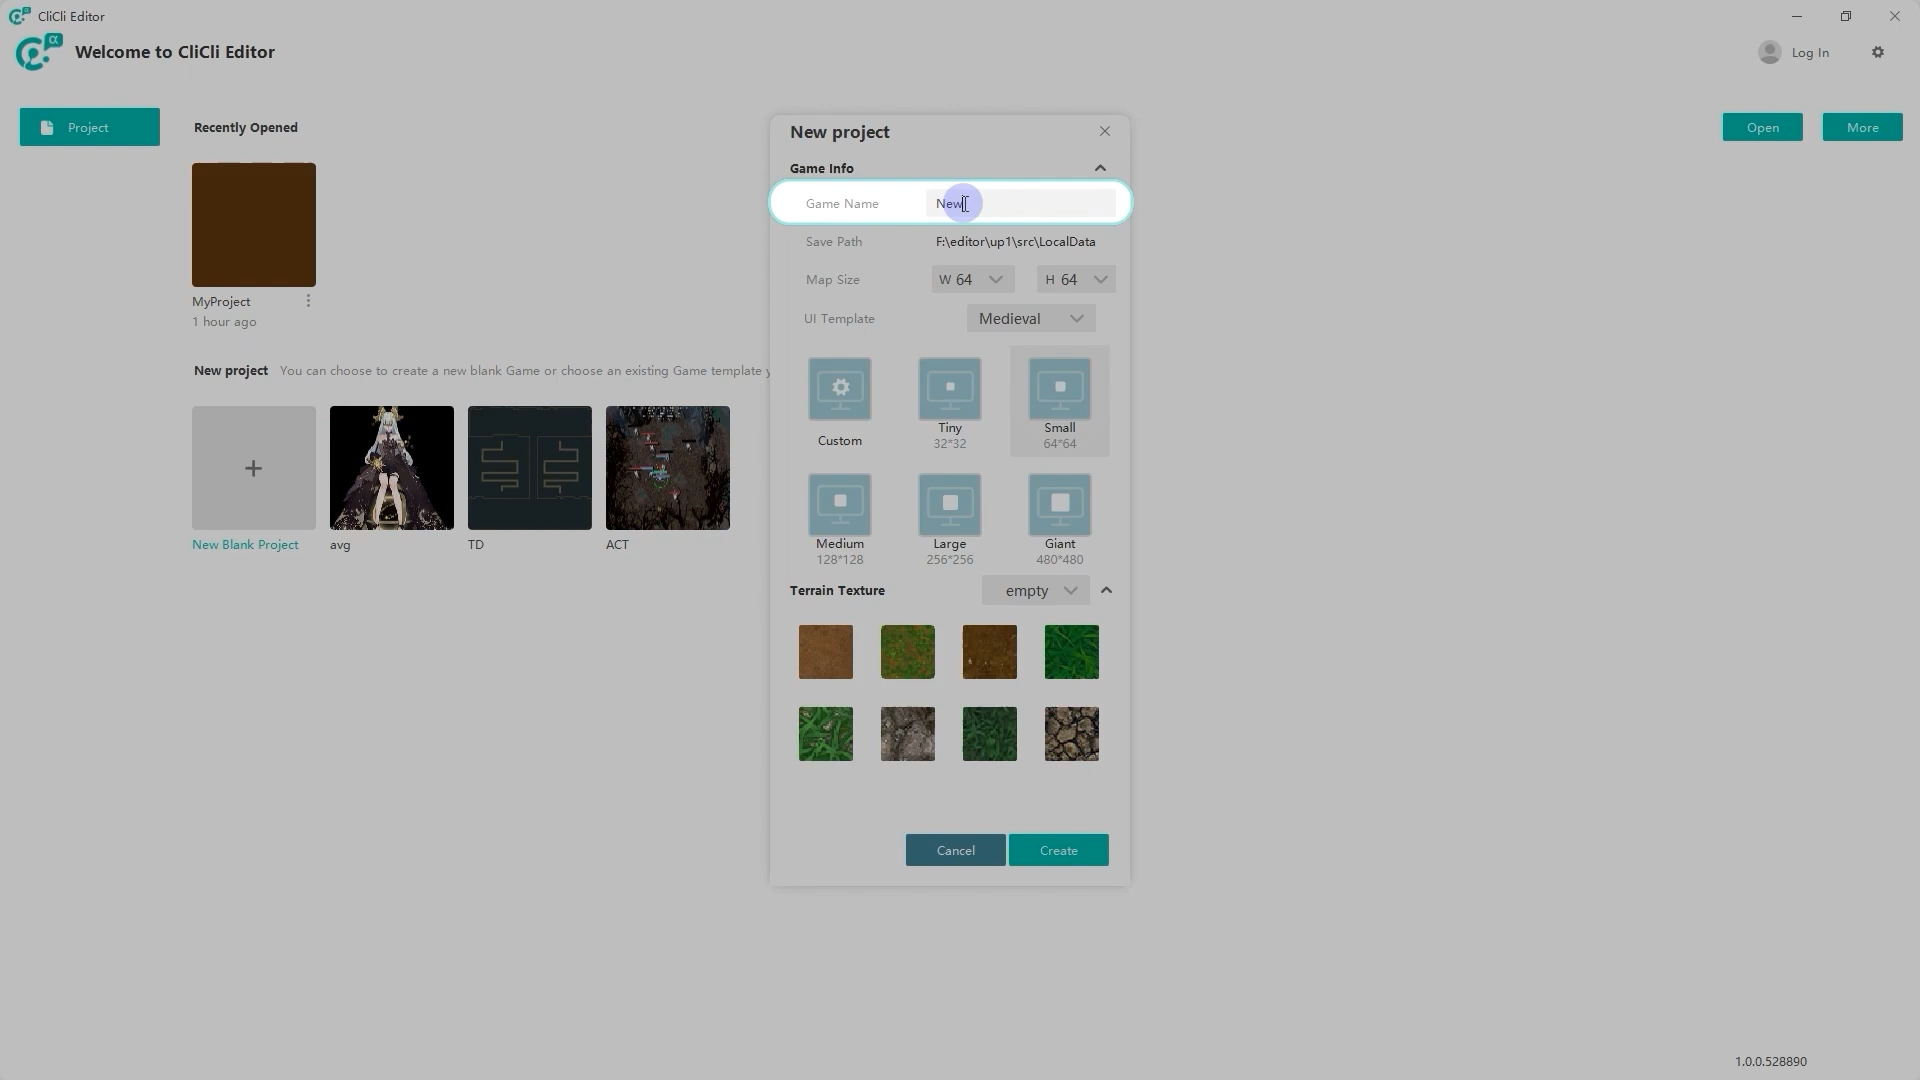 CliCli Editor
α
Welcome to CliCli Editor
Log In
Project
Recently Opened
Open
More
MyProject
1 hour ago
New project You can choose to create a new blank Game or choose an existing Game template
New Blank Project
avg
TD
ACT
New project
Game Info
Game Name New
Save Path F:\editor\up1\src\LocalData
Map Size W 64 H 64
UI Template Medieval
Custom
Tiny
32*32
Small
64*64
Medium
128*128
Large
256*256
Giant
480*480
Terrain Texture empty
Cancel
Create
1.0.0.528890